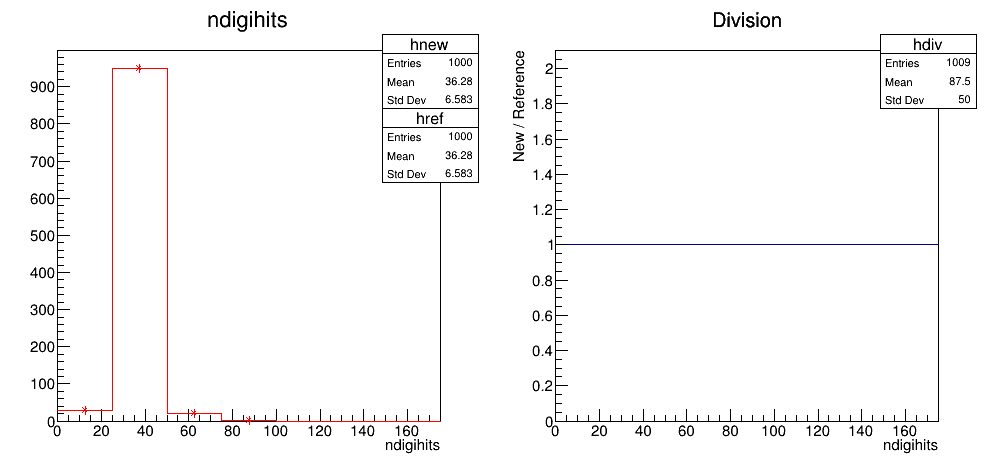 ndigihits
hnew
Entries 1000
Mean 36.28
Std Dev 6.583
href
Entries 1000
Mean 36.28
Std Dev 6.583
900
800
700
600
500
400
300
200
100
0
0 20 40 60 80 100 120 140 160
ndigihits
Division
hdiv
Entries 1009
Mean 87.5
Std Dev 50
New / Reference
2
1.8
1.6
1.4
1.2
1
0.8
0.6
0.4
0.2
0
0 20 40 60 80 100 120 140 160
ndigihits